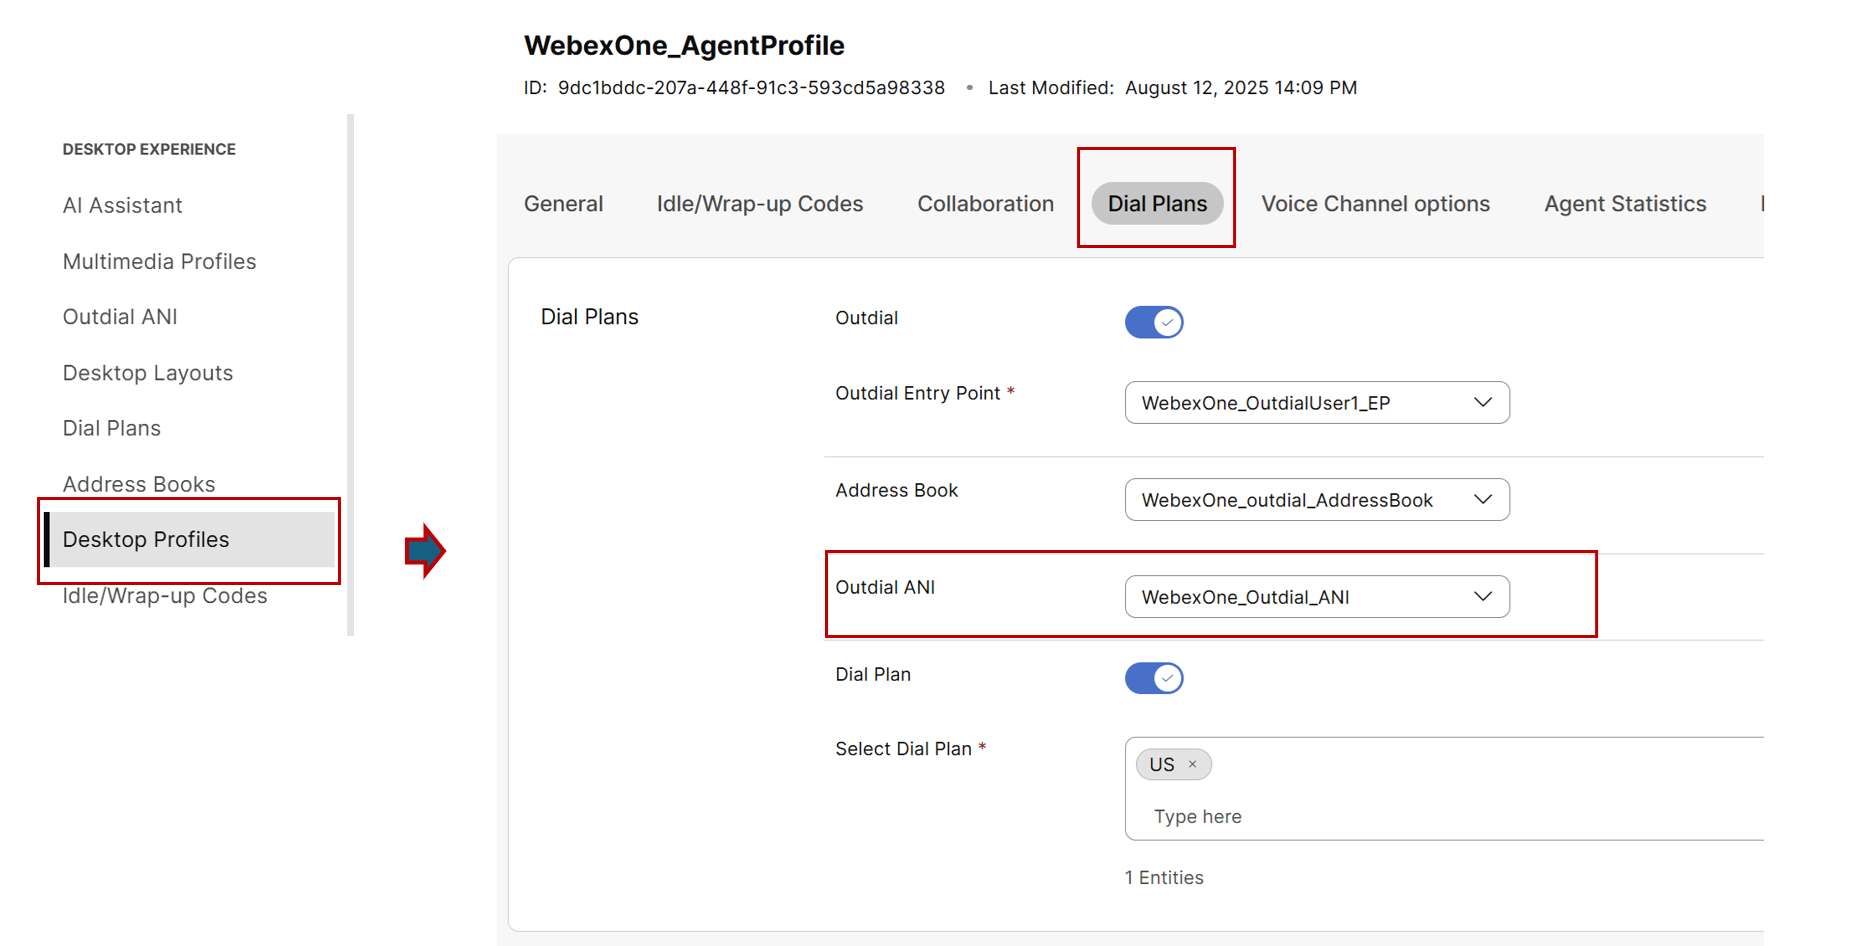 WebexOne_AgentProfile
ID: 9dc1bddc-207a-448f-91c3-593cd5a98338 • Last Modified: August 12, 2025 14:09 PM
DESKTOP EXPERIENCE
AI Assistant
Multimedia Profiles
Outdial ANI
Desktop Layouts
Dial Plans
Address Books
Desktop Profiles
Idle/Wrap-up Codes
General Idle/Wrap-up Codes Collaboration Dial Plans Voice Channel options Agent Statistics
Dial Plans
Outdial
Outdial Entry Point * WebexOne_OutdialUser1_EP
Address Book WebexOne_outdial_AddressBook
Outdial ANI WebexOne_Outdial_ANI
Dial Plan
Select Dial Plan *
US ×
Type here
1 Entities